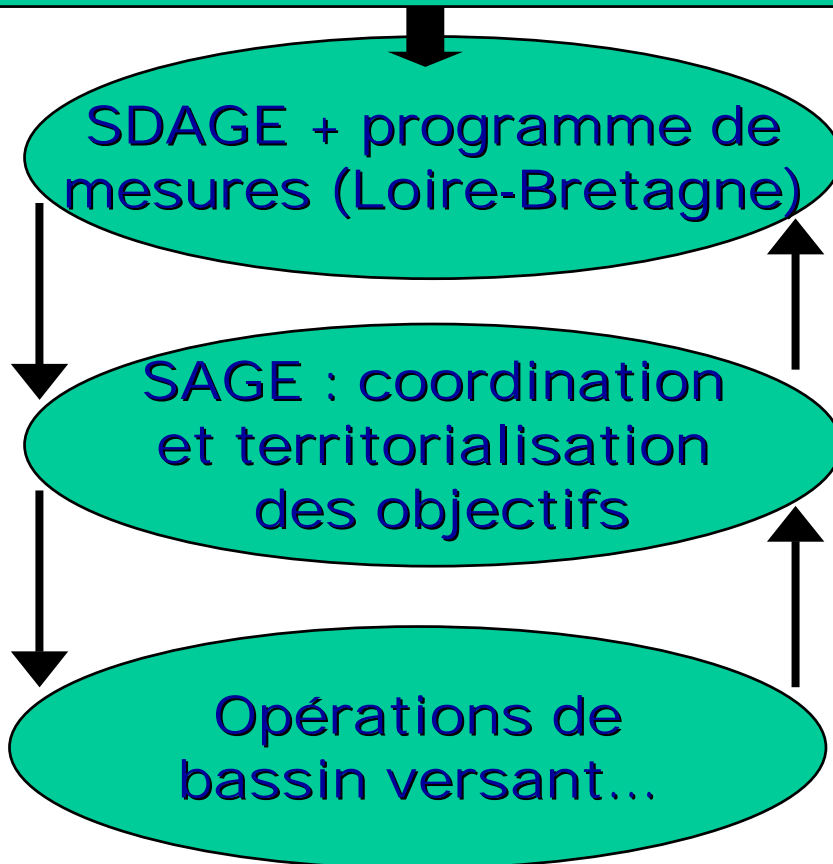 SDAGE + programme de
mesures (Loire-Bretagne)
SAGE : coordination
et territorialisation
des objectifs
Opérations de
bassin versant...